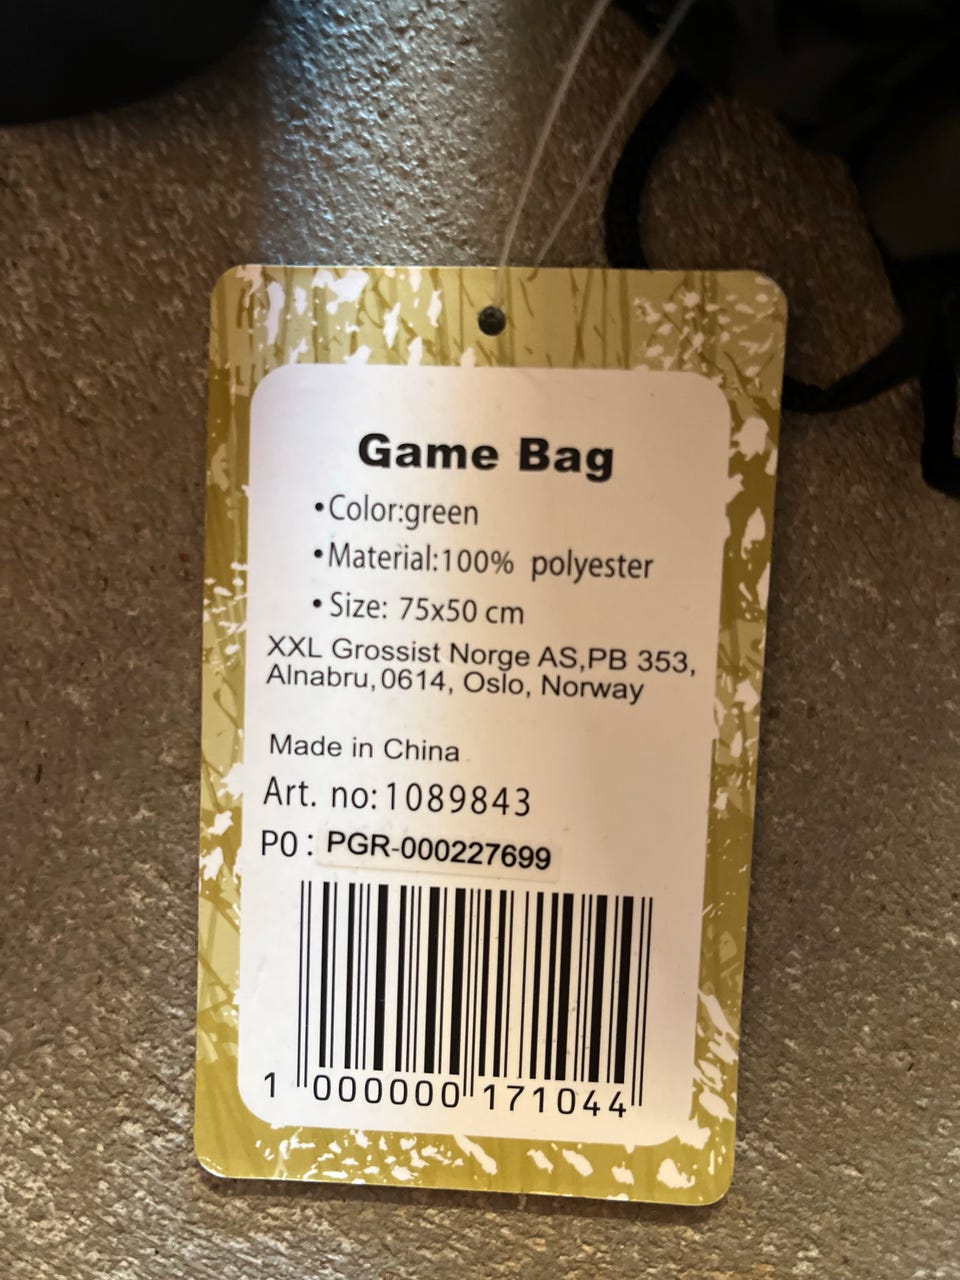 Game Bag
•Color:green
•Material:100% polyester
•Size: 75x50 cm
XXL Grossist Norge AS,PB 353,
Alnabru,0614, Oslo, Norway
Made in China
Art. no:1089843
PO: PGR-000227699
1 000000 171044